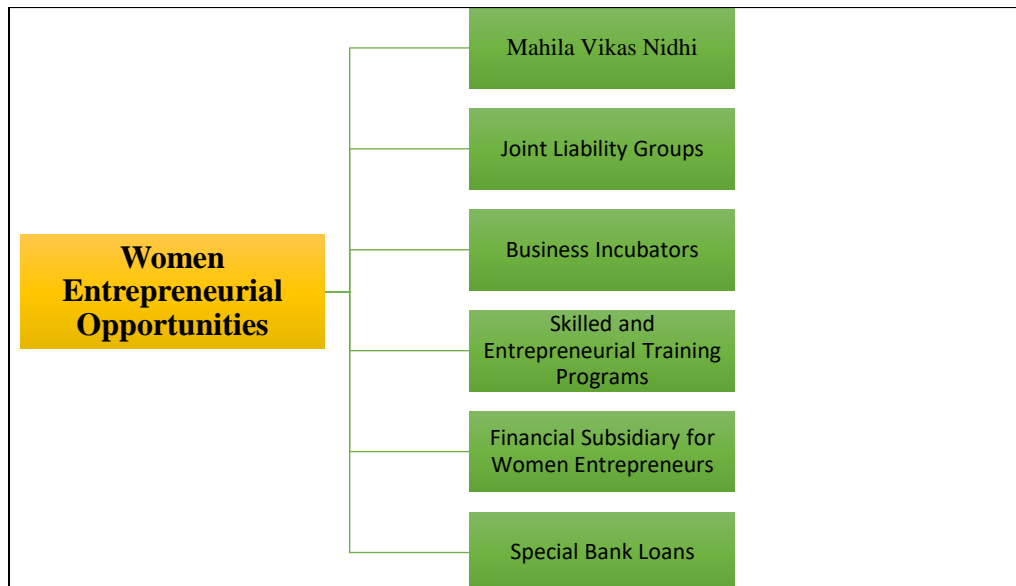 Mahila Vikas Nidhi
Joint Liability Groups
Business Incubators
Women
Entrepreneurial
Opportunities
Skilled and
Entrepreneurial Training
Programs
Financial Subsidiary for
Women Entrepreneurs
Special Bank Loans